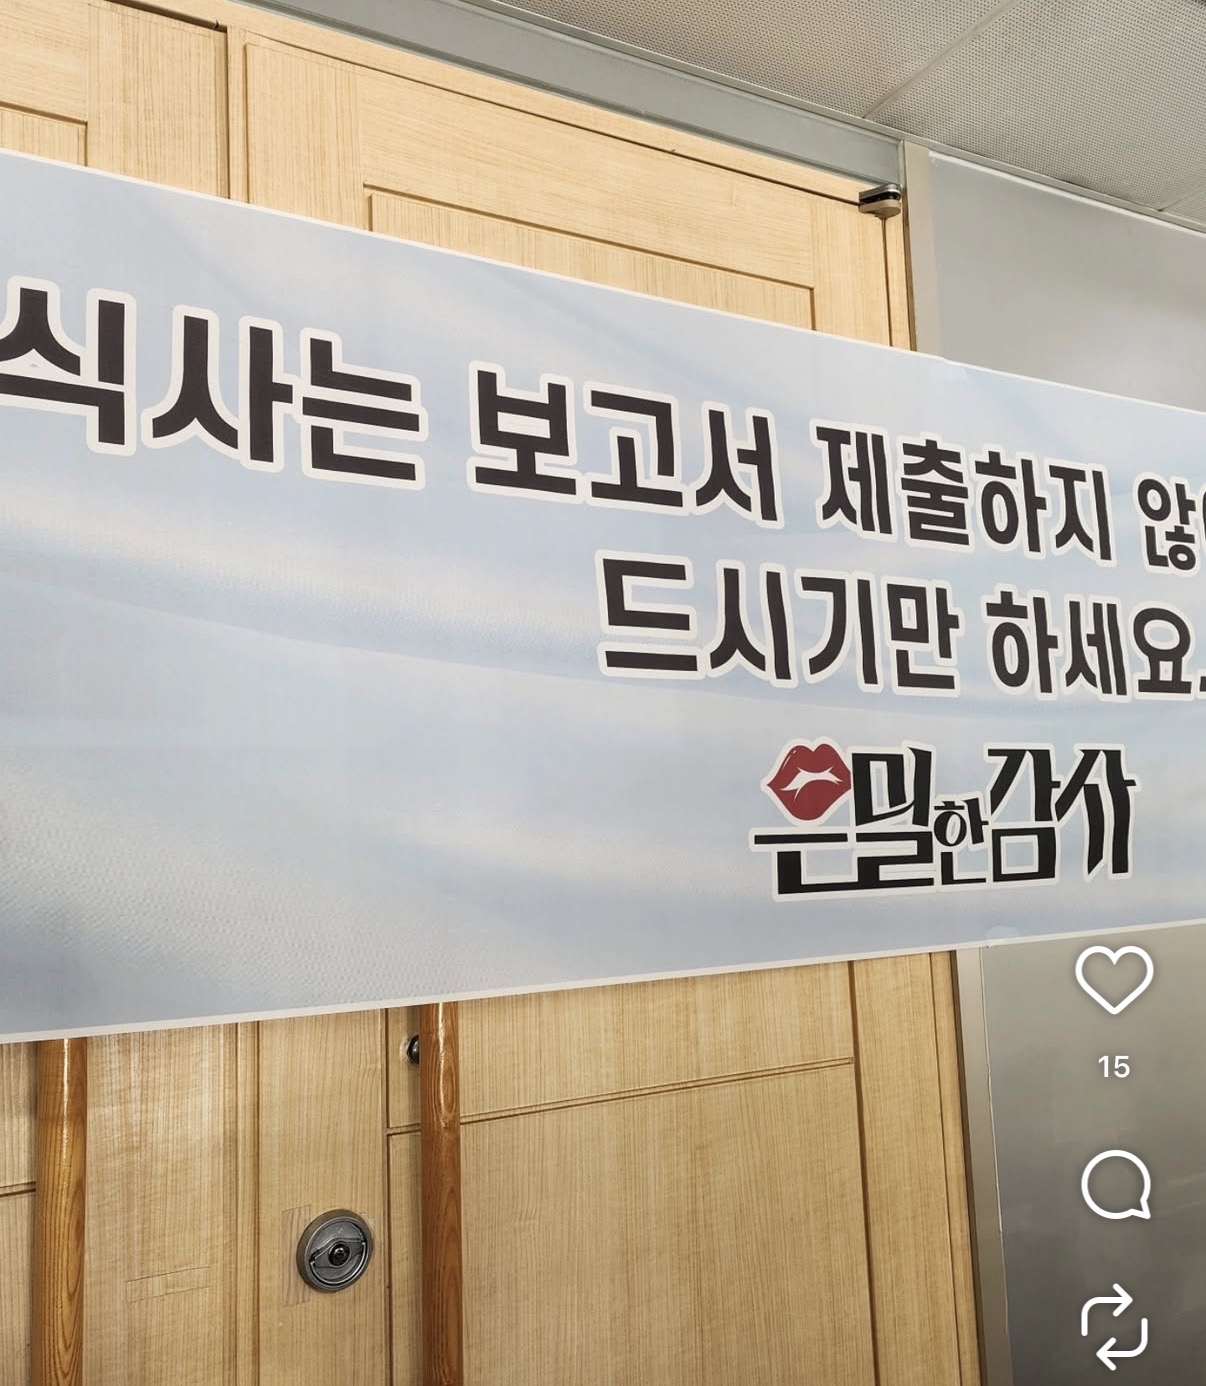 식사는 보고서 제출하지 않
드시기만 하세요
은밀한감사
15